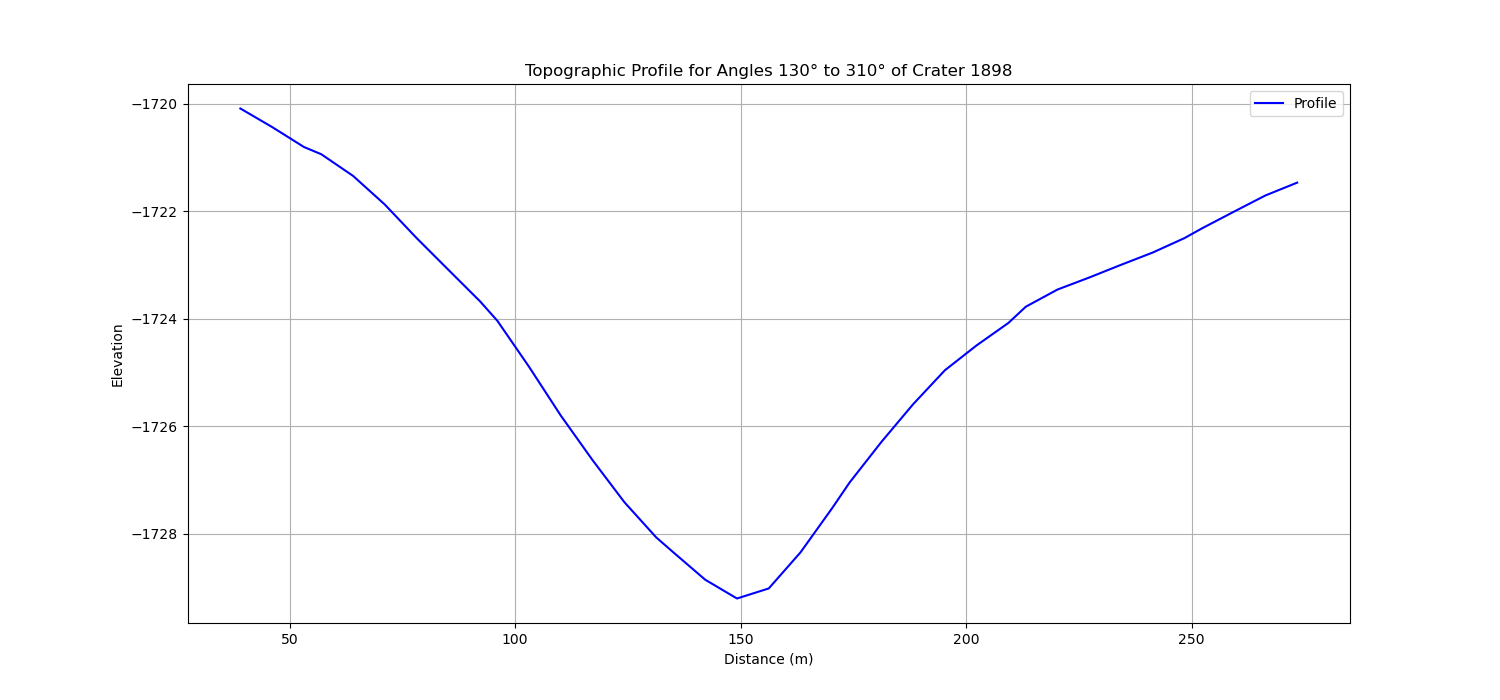 Topographic Profile for Angles 130° to 310° of Crater 1898
Profile
−1720
−1722
−1724
−1726
−1728
Elevation
50
100
150
200
250
Distance (m)